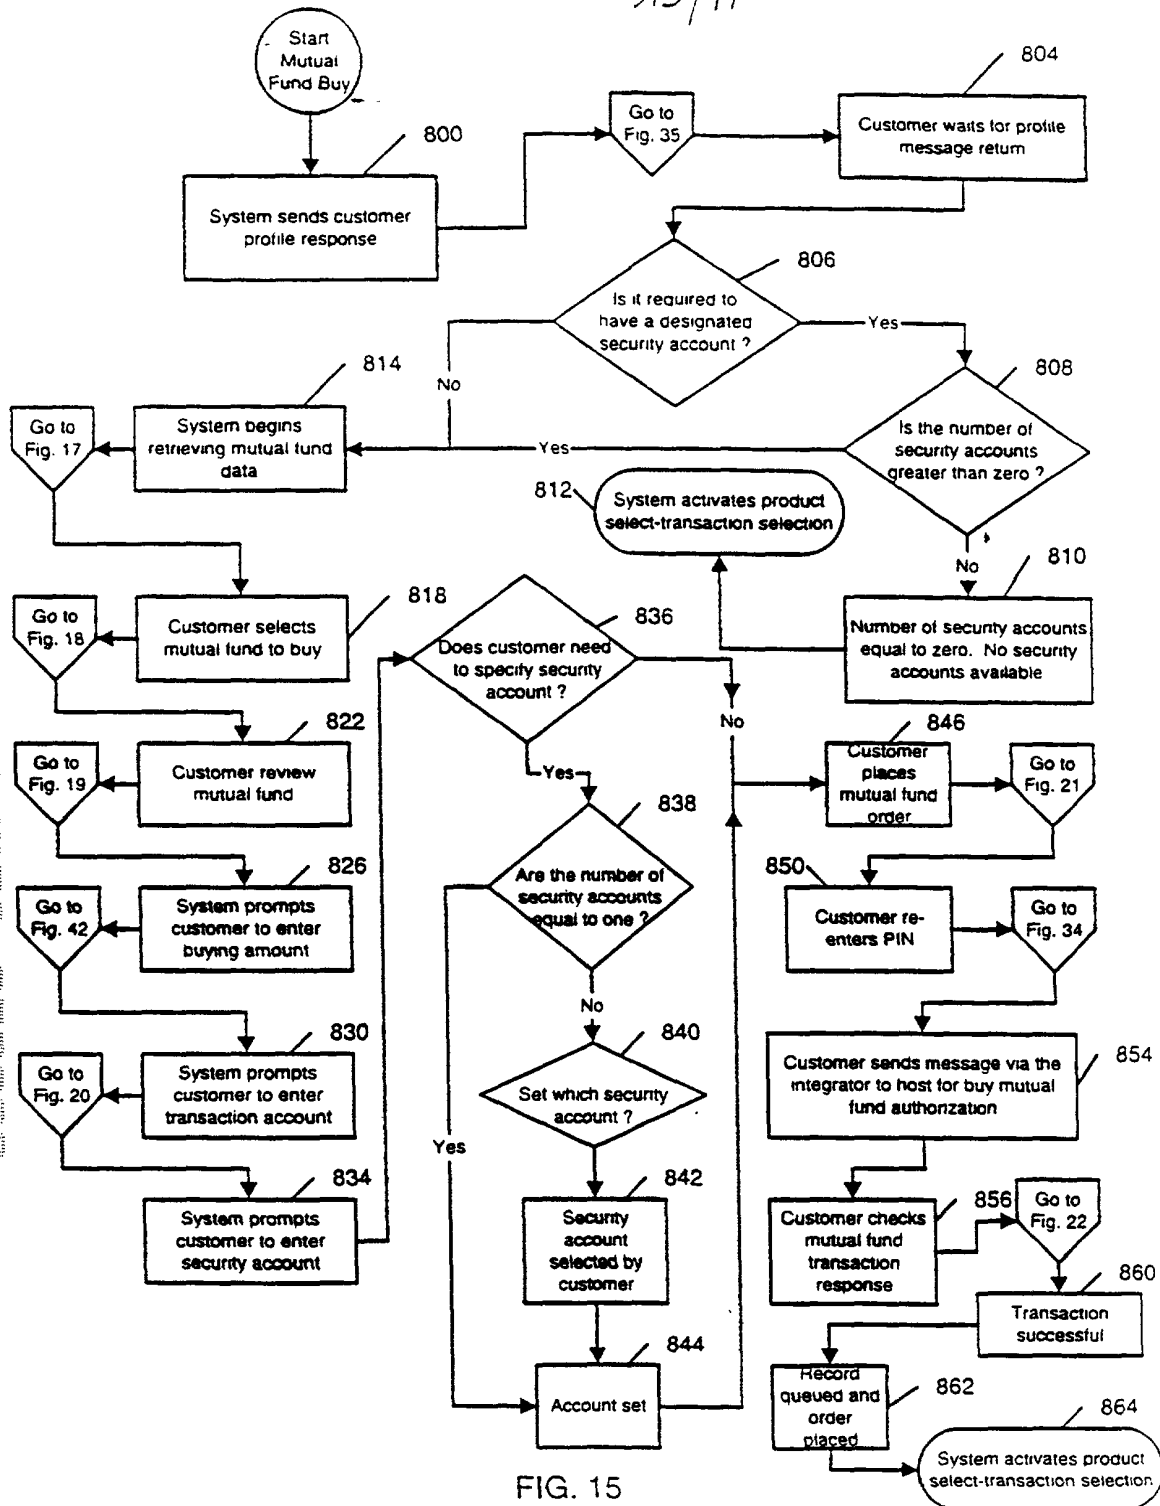 Start
Mutual
Fund Buy
800
System sends customer
profile response
Go to
Fig. 35
804
Customer waits for profile
message return
806
Is it required to
have a designated
security account ?
Yes
No
808
Is the number of
security accounts
greater than zero ?
Yes
No
810
Number of security accounts
equal to zero. No security
accounts available
812
System activates product
select-transaction selection
814
System begins
retrieving mutual fund
data
Go to
Fig. 17
818
Customer selects
mutual fund to buy
Go to
Fig. 18
822
Customer review
mutual fund
Go to
Fig. 19
826
System prompts
customer to enter
buying amount
Go to
Fig. 42
830
System prompts
customer to enter
transaction account
Go to
Fig. 20
834
System prompts
customer to enter
security account
836
Does customer need
to specify security
account ?
No
Yes
838
Are the number of
security accounts
equal to one ?
Yes
No
840
Set which security
account ?
842
Security
account
selected by
customer
844
Account set
846
Customer
places
mutual fund
order
Go to
Fig. 21
850
Customer re-
enters PIN
Go to
Fig. 34
854
Customer sends message via the
integrator to host for buy mutual
fund authorization
856
Customer checks
mutual fund
transaction
response
Go to
Fig. 22
860
Transaction
successful
862
Record
queued and
order
placed
864
System activates product
select-transaction selection
FIG. 15